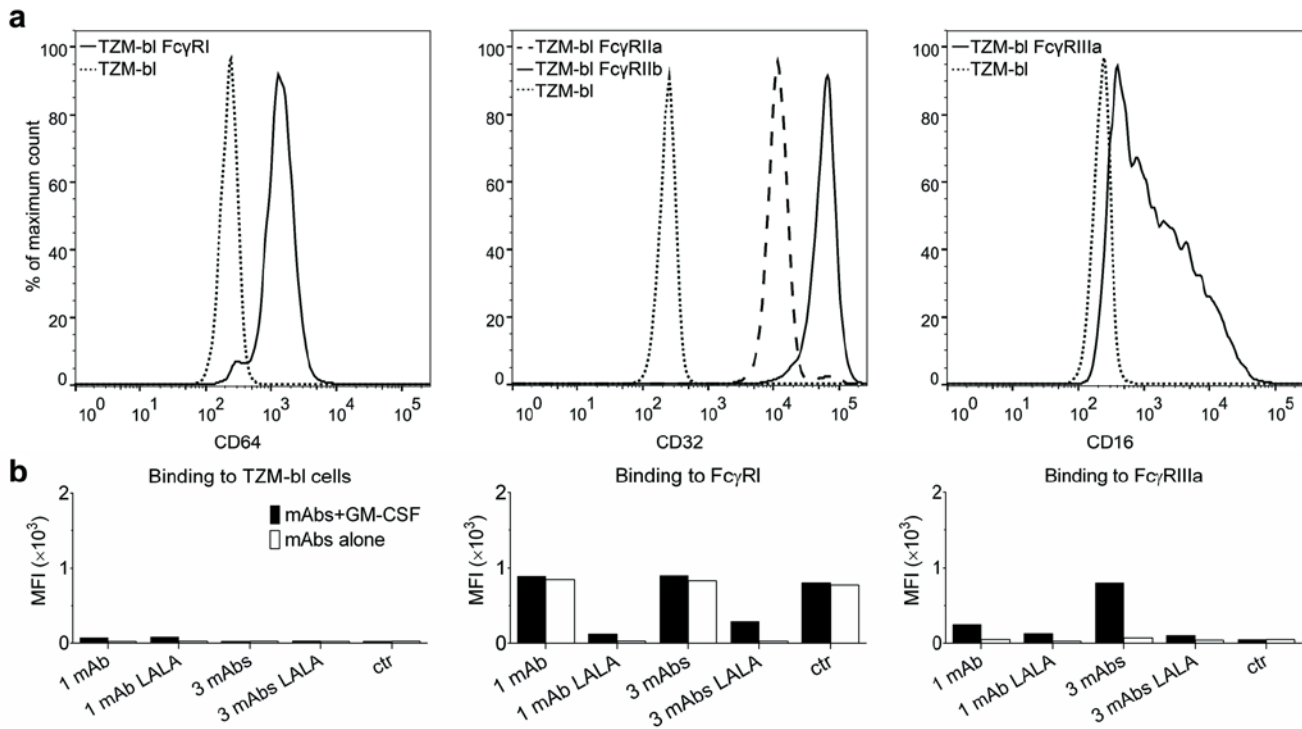 a
TZM-bl FcγRI
TZM-bl
% of maximum count
100
80
60
40
20
0
10^0 10^1 10^2 10^3 10^4 10^5
CD64
TZM-bl FcγRIIa
TZM-bl FcγRIIb
TZM-bl
100
80
60
40
20
0
10^0 10^1 10^2 10^3 10^4 10^5
CD32
TZM-bl FcγRIIIa
TZM-bl
100
80
60
40
20
0
10^0 10^1 10^2 10^3 10^4 10^5
CD16
b
Binding to TZM-bl cells
mAbs+GM-CSF
mAbs alone
MFI (×10^3)
2
1
0
1 mAb
1 mAb LALA
3 mAbs
3 mAbs LALA
ctr
Binding to FcγRI
MFI (×10^3)
2
1
0
1 mAb
1 mAb LALA
3 mAbs
3 mAbs LALA
ctr
Binding to FcγRIIIa
MFI (×10^3)
2
1
0
1 mAb
1 mAb LALA
3 mAbs
3 mAbs LALA
ctr